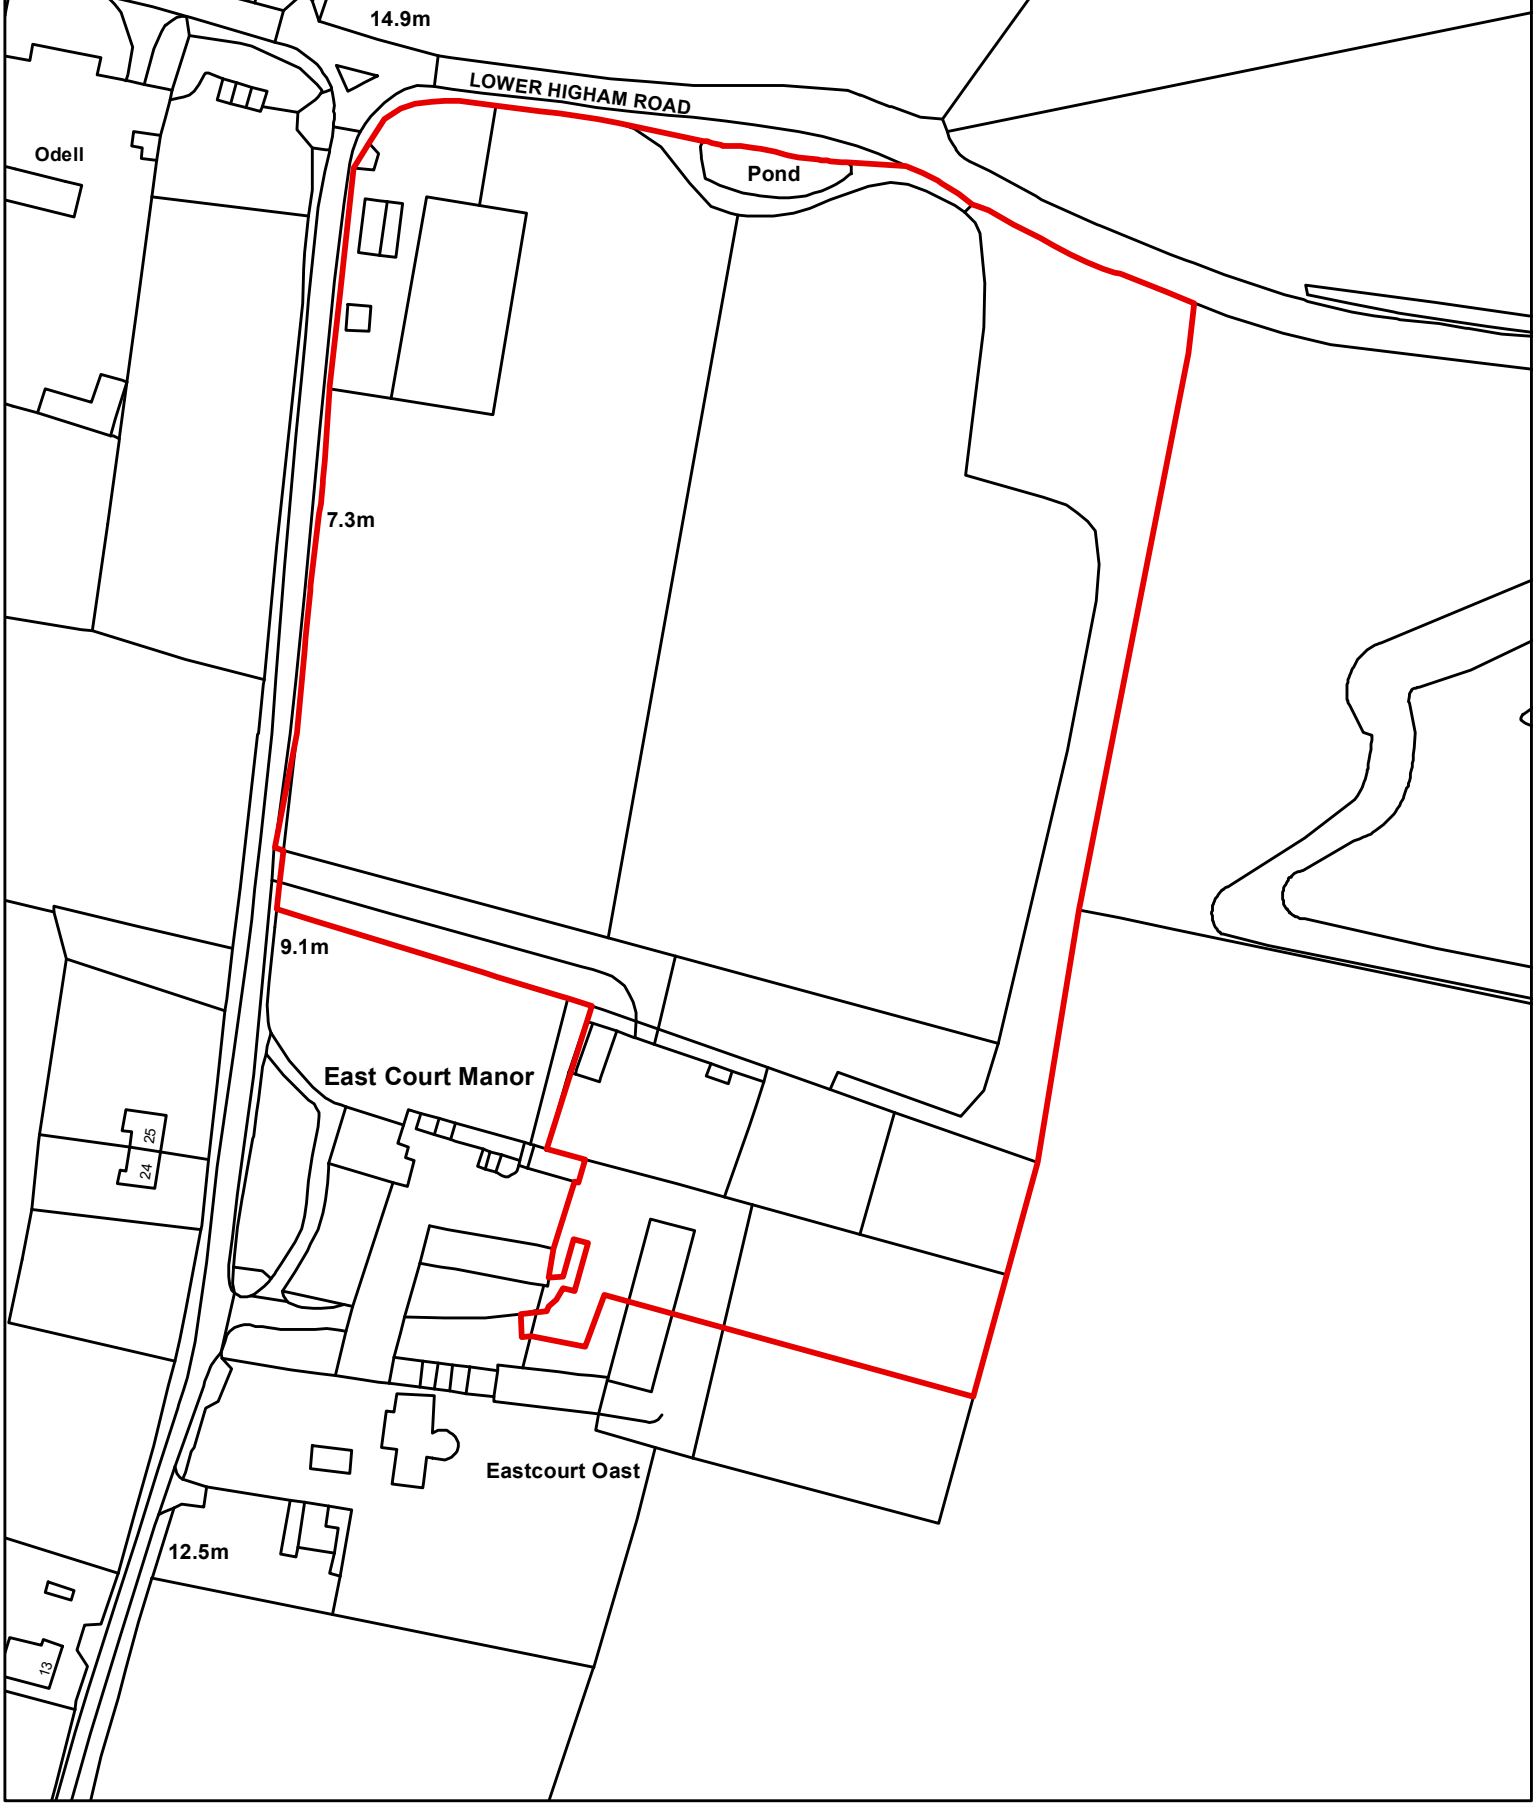 14.9m
LOWER HIGHAM ROAD
Odell
Pond
7.3m
9.1m
East Court Manor
25
24
Eastcourt Oast
12.5m
13